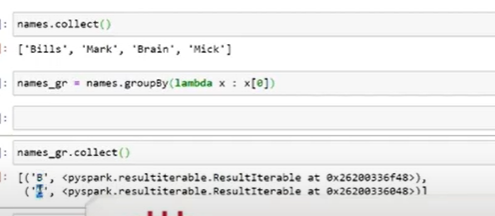 ]: names.collect()
]: ['Bills', 'Mark', 'Brain', 'Mick']
]: names_gr = names.groupBy(lambda x : x[0])
]:
]: names_gr.collect()
]: [('B', <pyspark.resultiterable.ResultIterable at 0x26200336f48>),
(' ', <pyspark.resultiterable.ResultIterable at 0x26200336048>)]